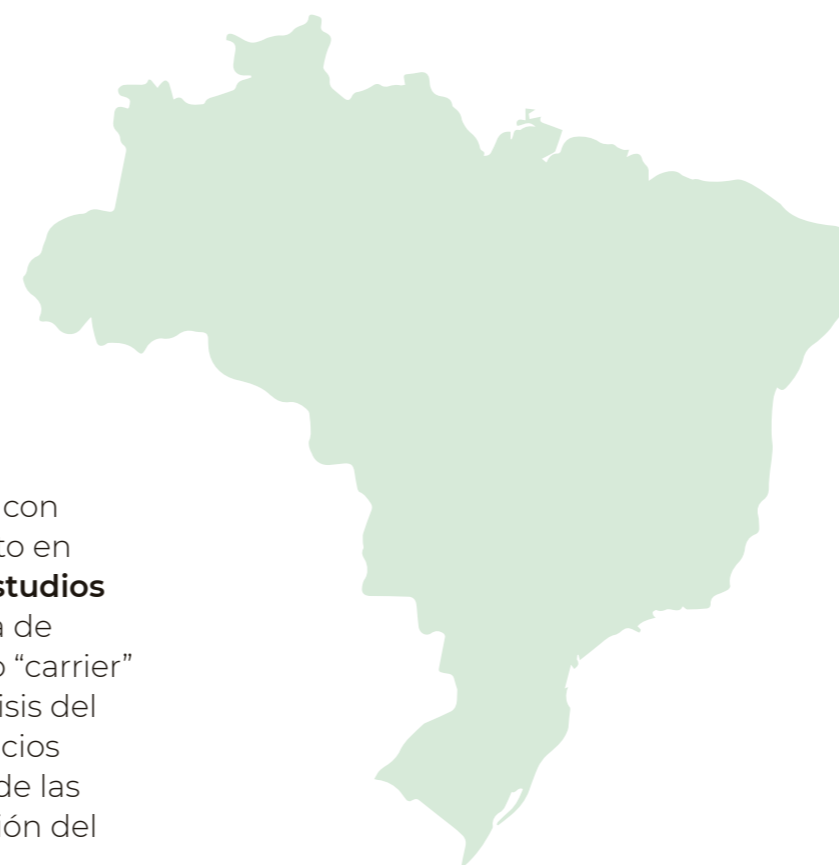 con
to en
studios
a de
o “carrier”
isis del
cios
de las
ión del